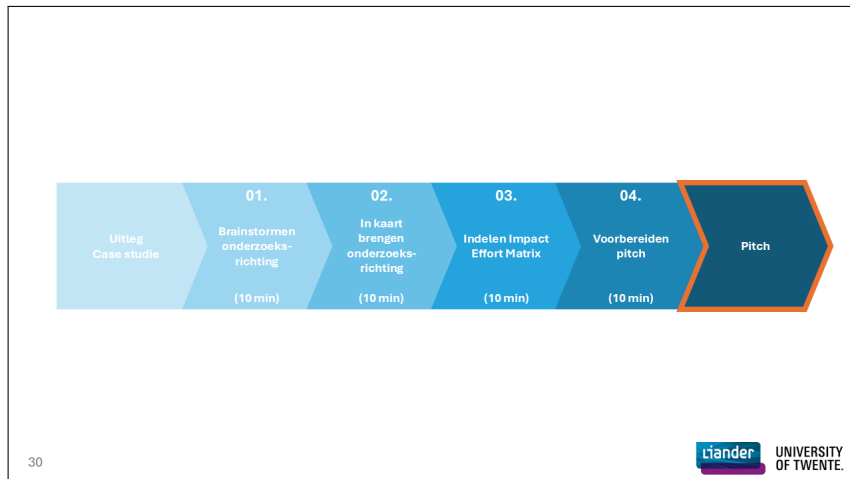 Uitleg
Case studie
01.
Brainstormen
onderzoeks-
richting
(10 min)
02.
In kaart
brengen
onderzoeks-
richting
(10 min)
03.
Indelen Impact
Effort Matrix
(10 min)
04.
Voorbereiden
pitch
(10 min)
Pitch
30
Liander
UNIVERSITY
OF TWENTE.